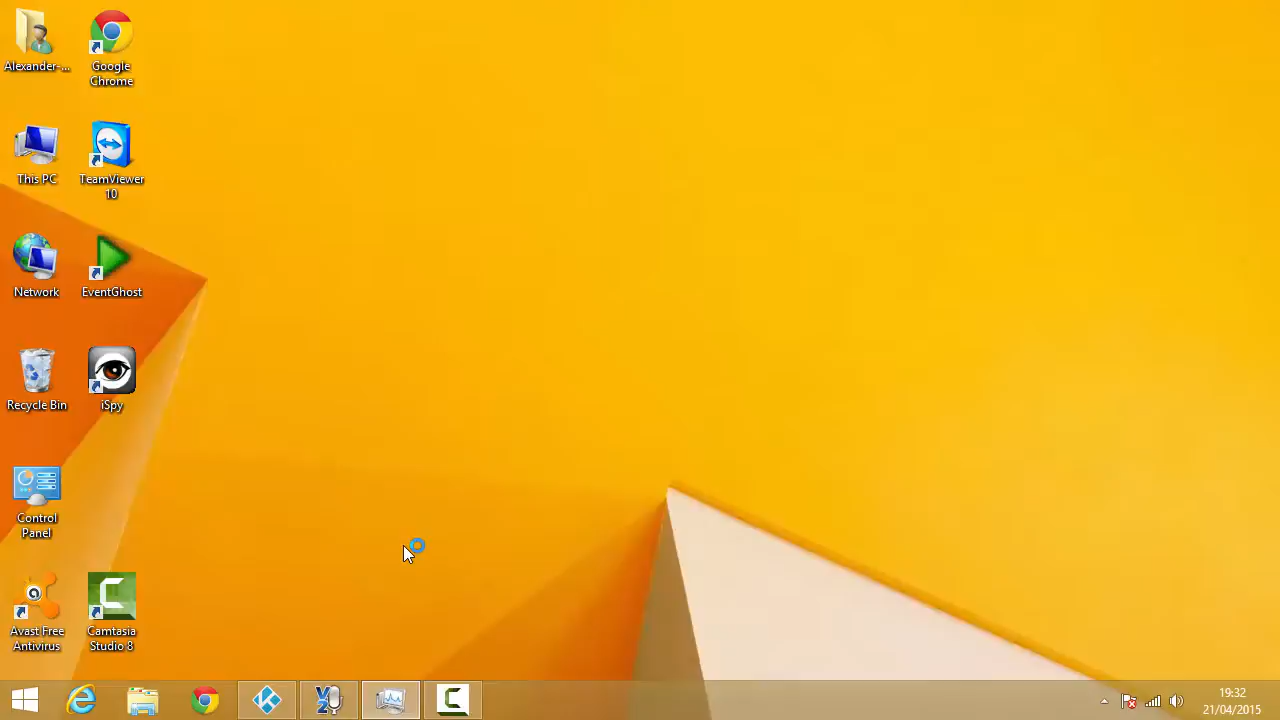 Alexander-...
Google
Chrome
This PC
TeamViewer
10
Network
EventGhost
Recycle Bin
iSpy
Control
Panel
Avast Free
Antivirus
Camtasia
Studio 8
19:32
21/04/2015